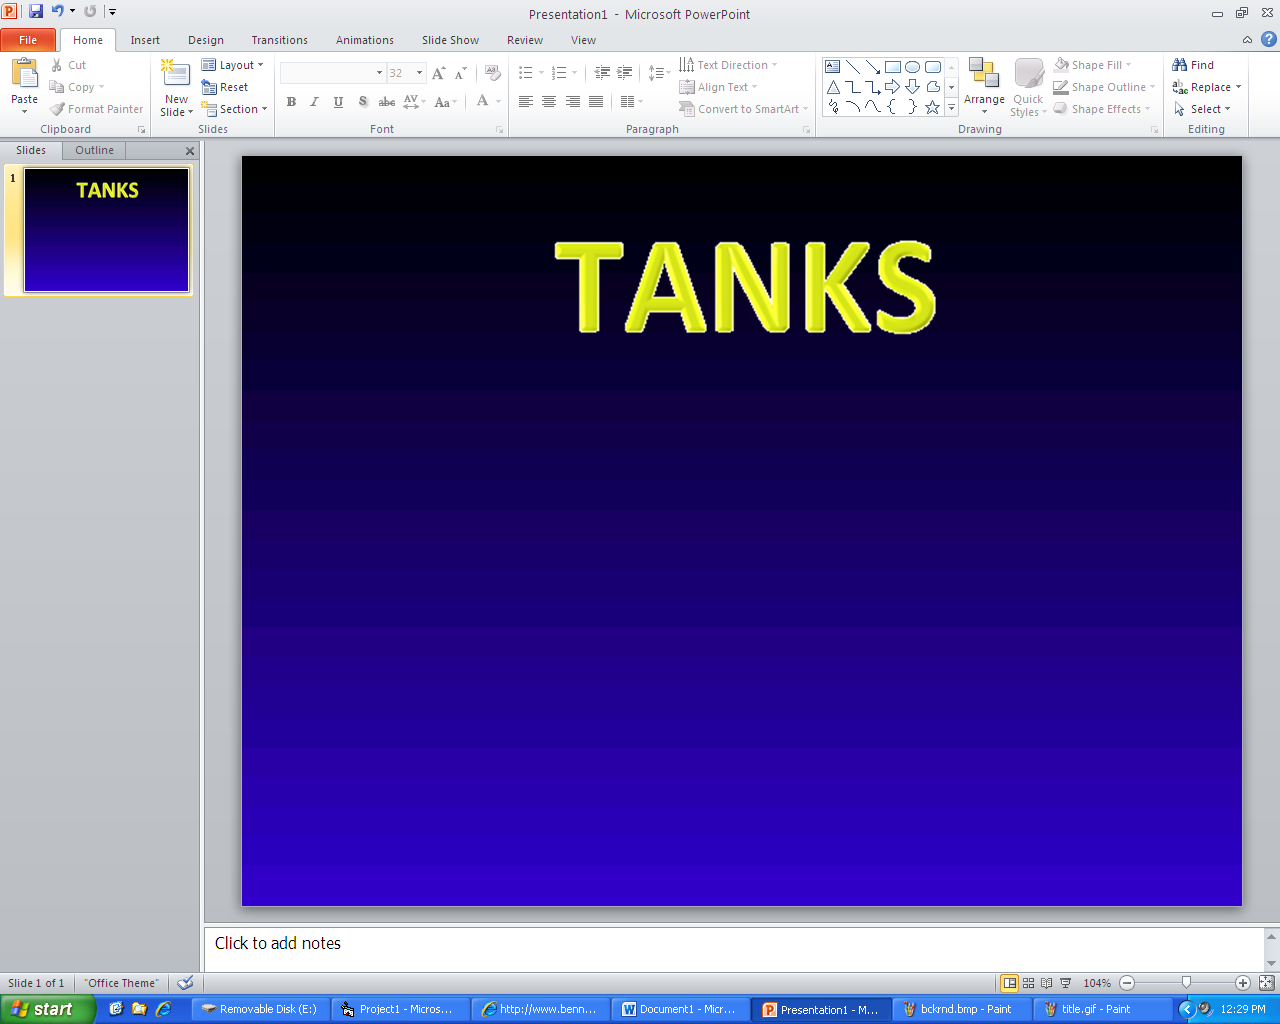 Presentation1 - Microsoft PowerPoint
File Home Insert Design Transitions Animations Slide Show Review View
Paste Cut Copy Format Painter
Clipboard
New Slide Layout Reset Section
Slides
32
B I U S abc AV Aa A
Font
Text Direction Align Text Convert to SmartArt
Paragraph
Arrange Quick Styles Shape Fill Shape Outline Shape Effects
Drawing
Find Replace Select
Editing
Slides Outline
1
TANKS
TANKS
Click to add notes
Slide 1 of 1 "Office Theme" 104%
start Removable Disk (E:) Project1 - Micros... http://www.benn... Document1 - Micr... Presentation1 - M... bckrnd.bmp - Paint title.gif - Paint 12:29 PM